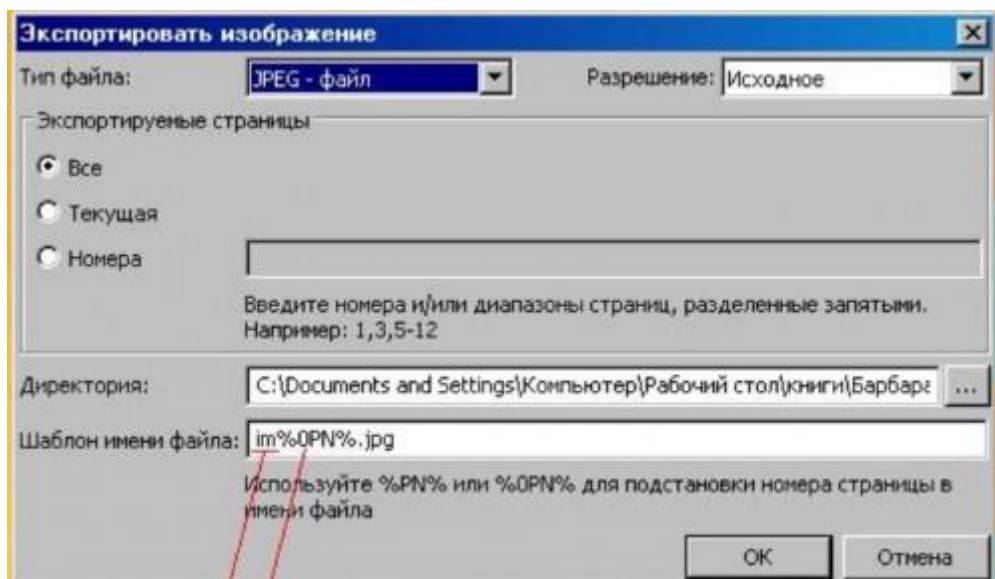 Экспортировать изображение
Тип файла: JPEG - файл Разрешение: Исходное
Экспортируемые страницы
Все
Текущая
Номера
Введите номера и/или диапазоны страниц, разделенные запятыми.
Например: 1,3,5-12
Директория: C:\Documents and Settings\Компьютер\Рабочий стол\книги\Барбара ...
Шаблон имени файла: im%0PN%.jpg
Используйте %PN% или %0PN% для подстановки номера страницы в
имени файла
OK Отмена